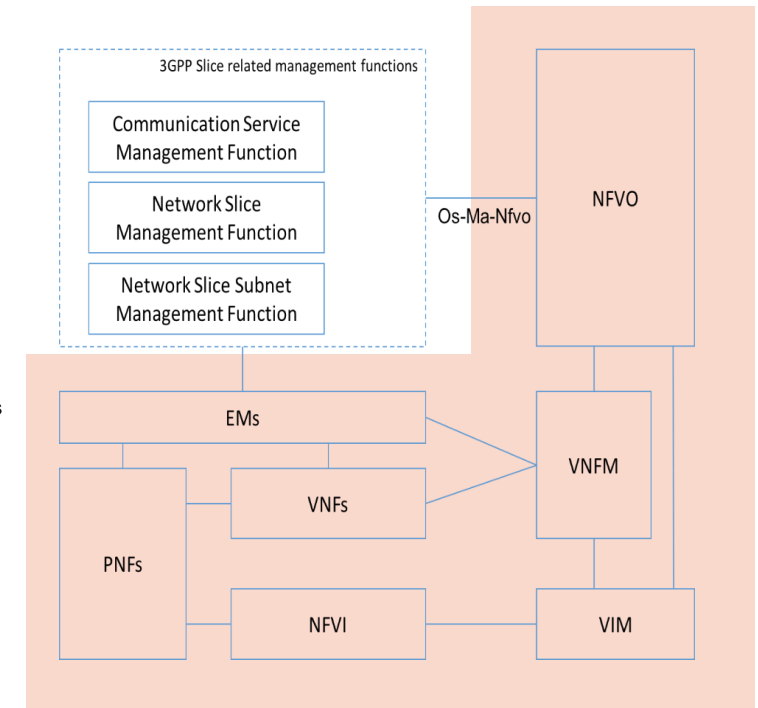 3GPP Slice related management functions
Communication Service
Management Function
Network Slice
Management Function
Network Slice Subnet
Management Function
Os-Ma-Nfvo
NFVO
s
EMs
VNFM
VNFs
PNFs
NFVI
VIM